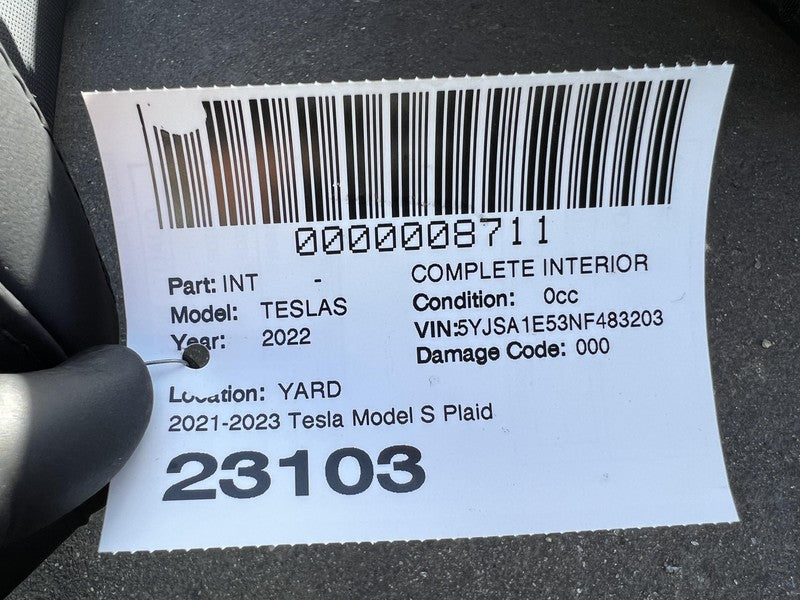 0000008711
Part: INT - COMPLETE INTERIOR
Model: TESLAS Condition: 0cc
Year: 2022 VIN:5YJSA1E53NF483203
Damage Code: 000
Location: YARD
2021-2023 Tesla Model S Plaid
23103